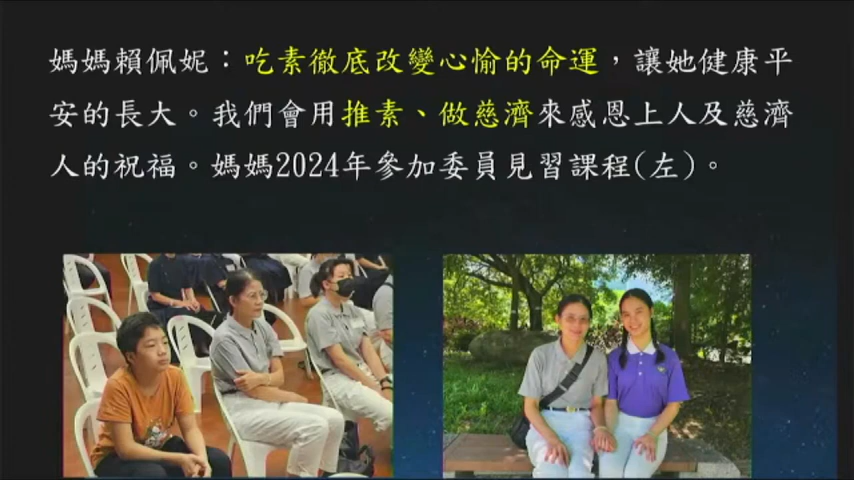 媽媽賴佩妮：吃素徹底改變心愉的命運，讓她健康平
安的長大。我們會用推素、做慈濟來感恩上人及慈濟
人的祝福。媽媽2024年參加委員見習課程(左)。